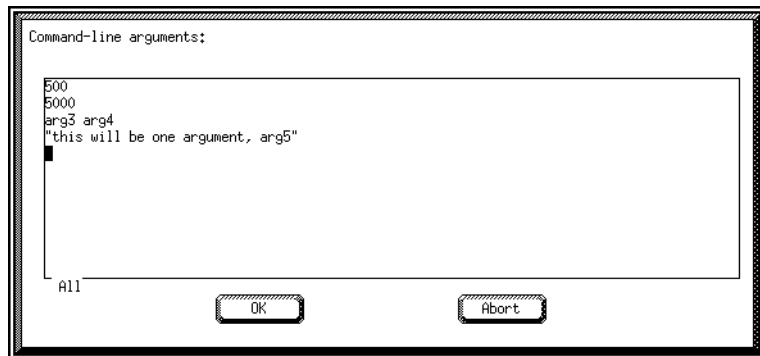 Command-line arguments:
500
5000
arg3 arg4
"this will be one argument, arg5"
All
OK
Abort